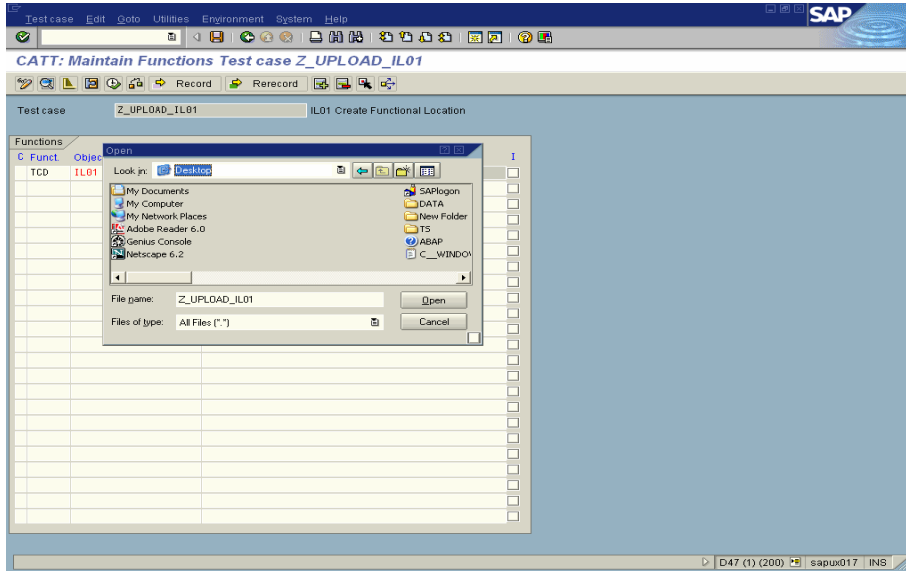 Testcase Edit Goto Utilities Environment System Help
SAP
CATT: Maintain Functions Test case Z_UPLOAD_IL01
Record Rerecord
Test case Z_UPLOAD_IL01 IL01 Create Functional Location
Functions
C Funct. Objec I
TCD IL01
Open
Look in: Desktop
My Documents SAPlogon
My Computer DATA
My Network Places New Folder
Adobe Reader 6.0 TS
Genius Console ABAP
Netscape 6.2 C__WINDO
File name: Z_UPLOAD_IL01 Open
Files of type: All Files (*.*) Cancel
D47 (1) (200) sapux017 INS